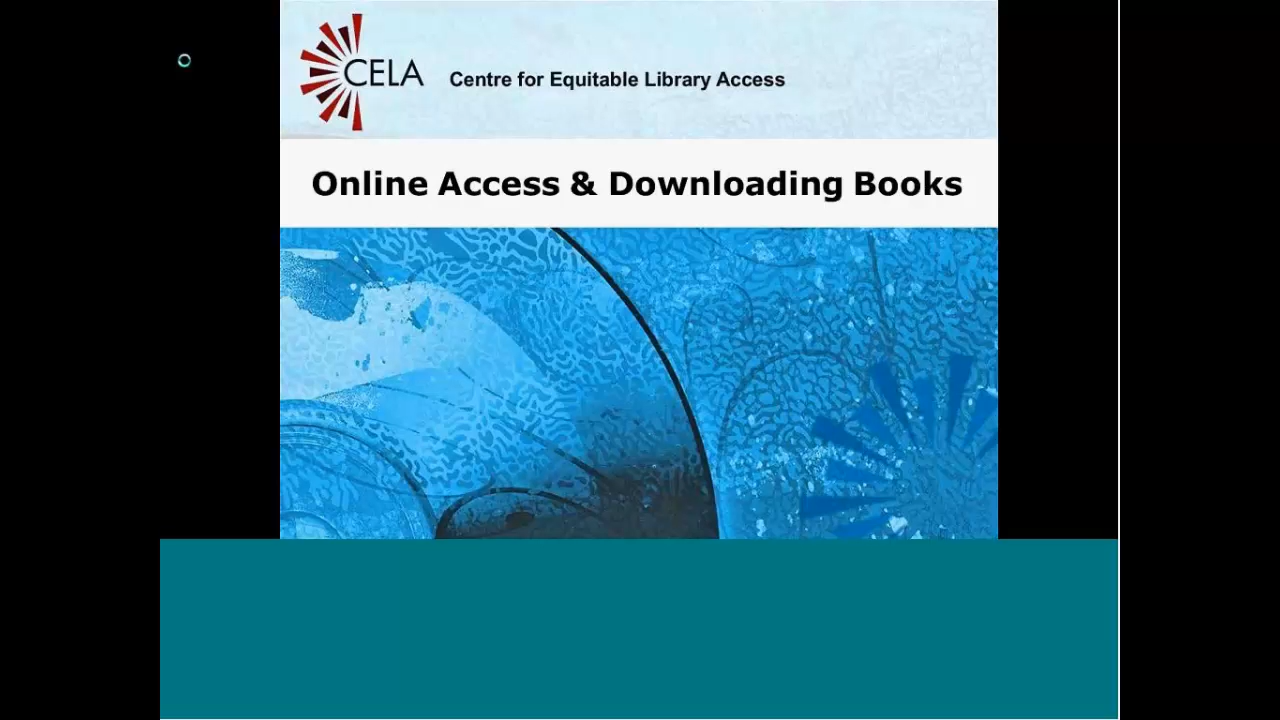 CELA
Centre for Equitable Library Access
Online Access & Downloading Books